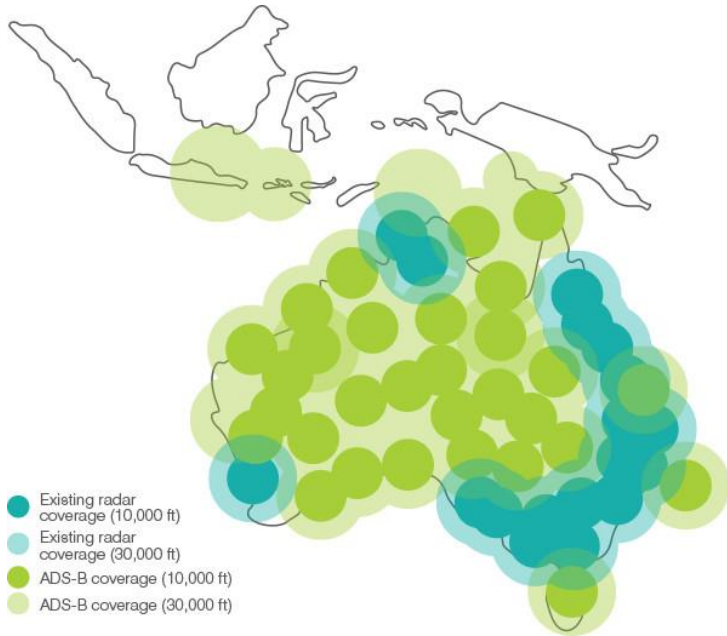 Existing radar
coverage (10,000 ft)
Existing radar
coverage (30,000 ft)
ADS-B coverage (10,000 ft)
ADS-B coverage (30,000 ft)